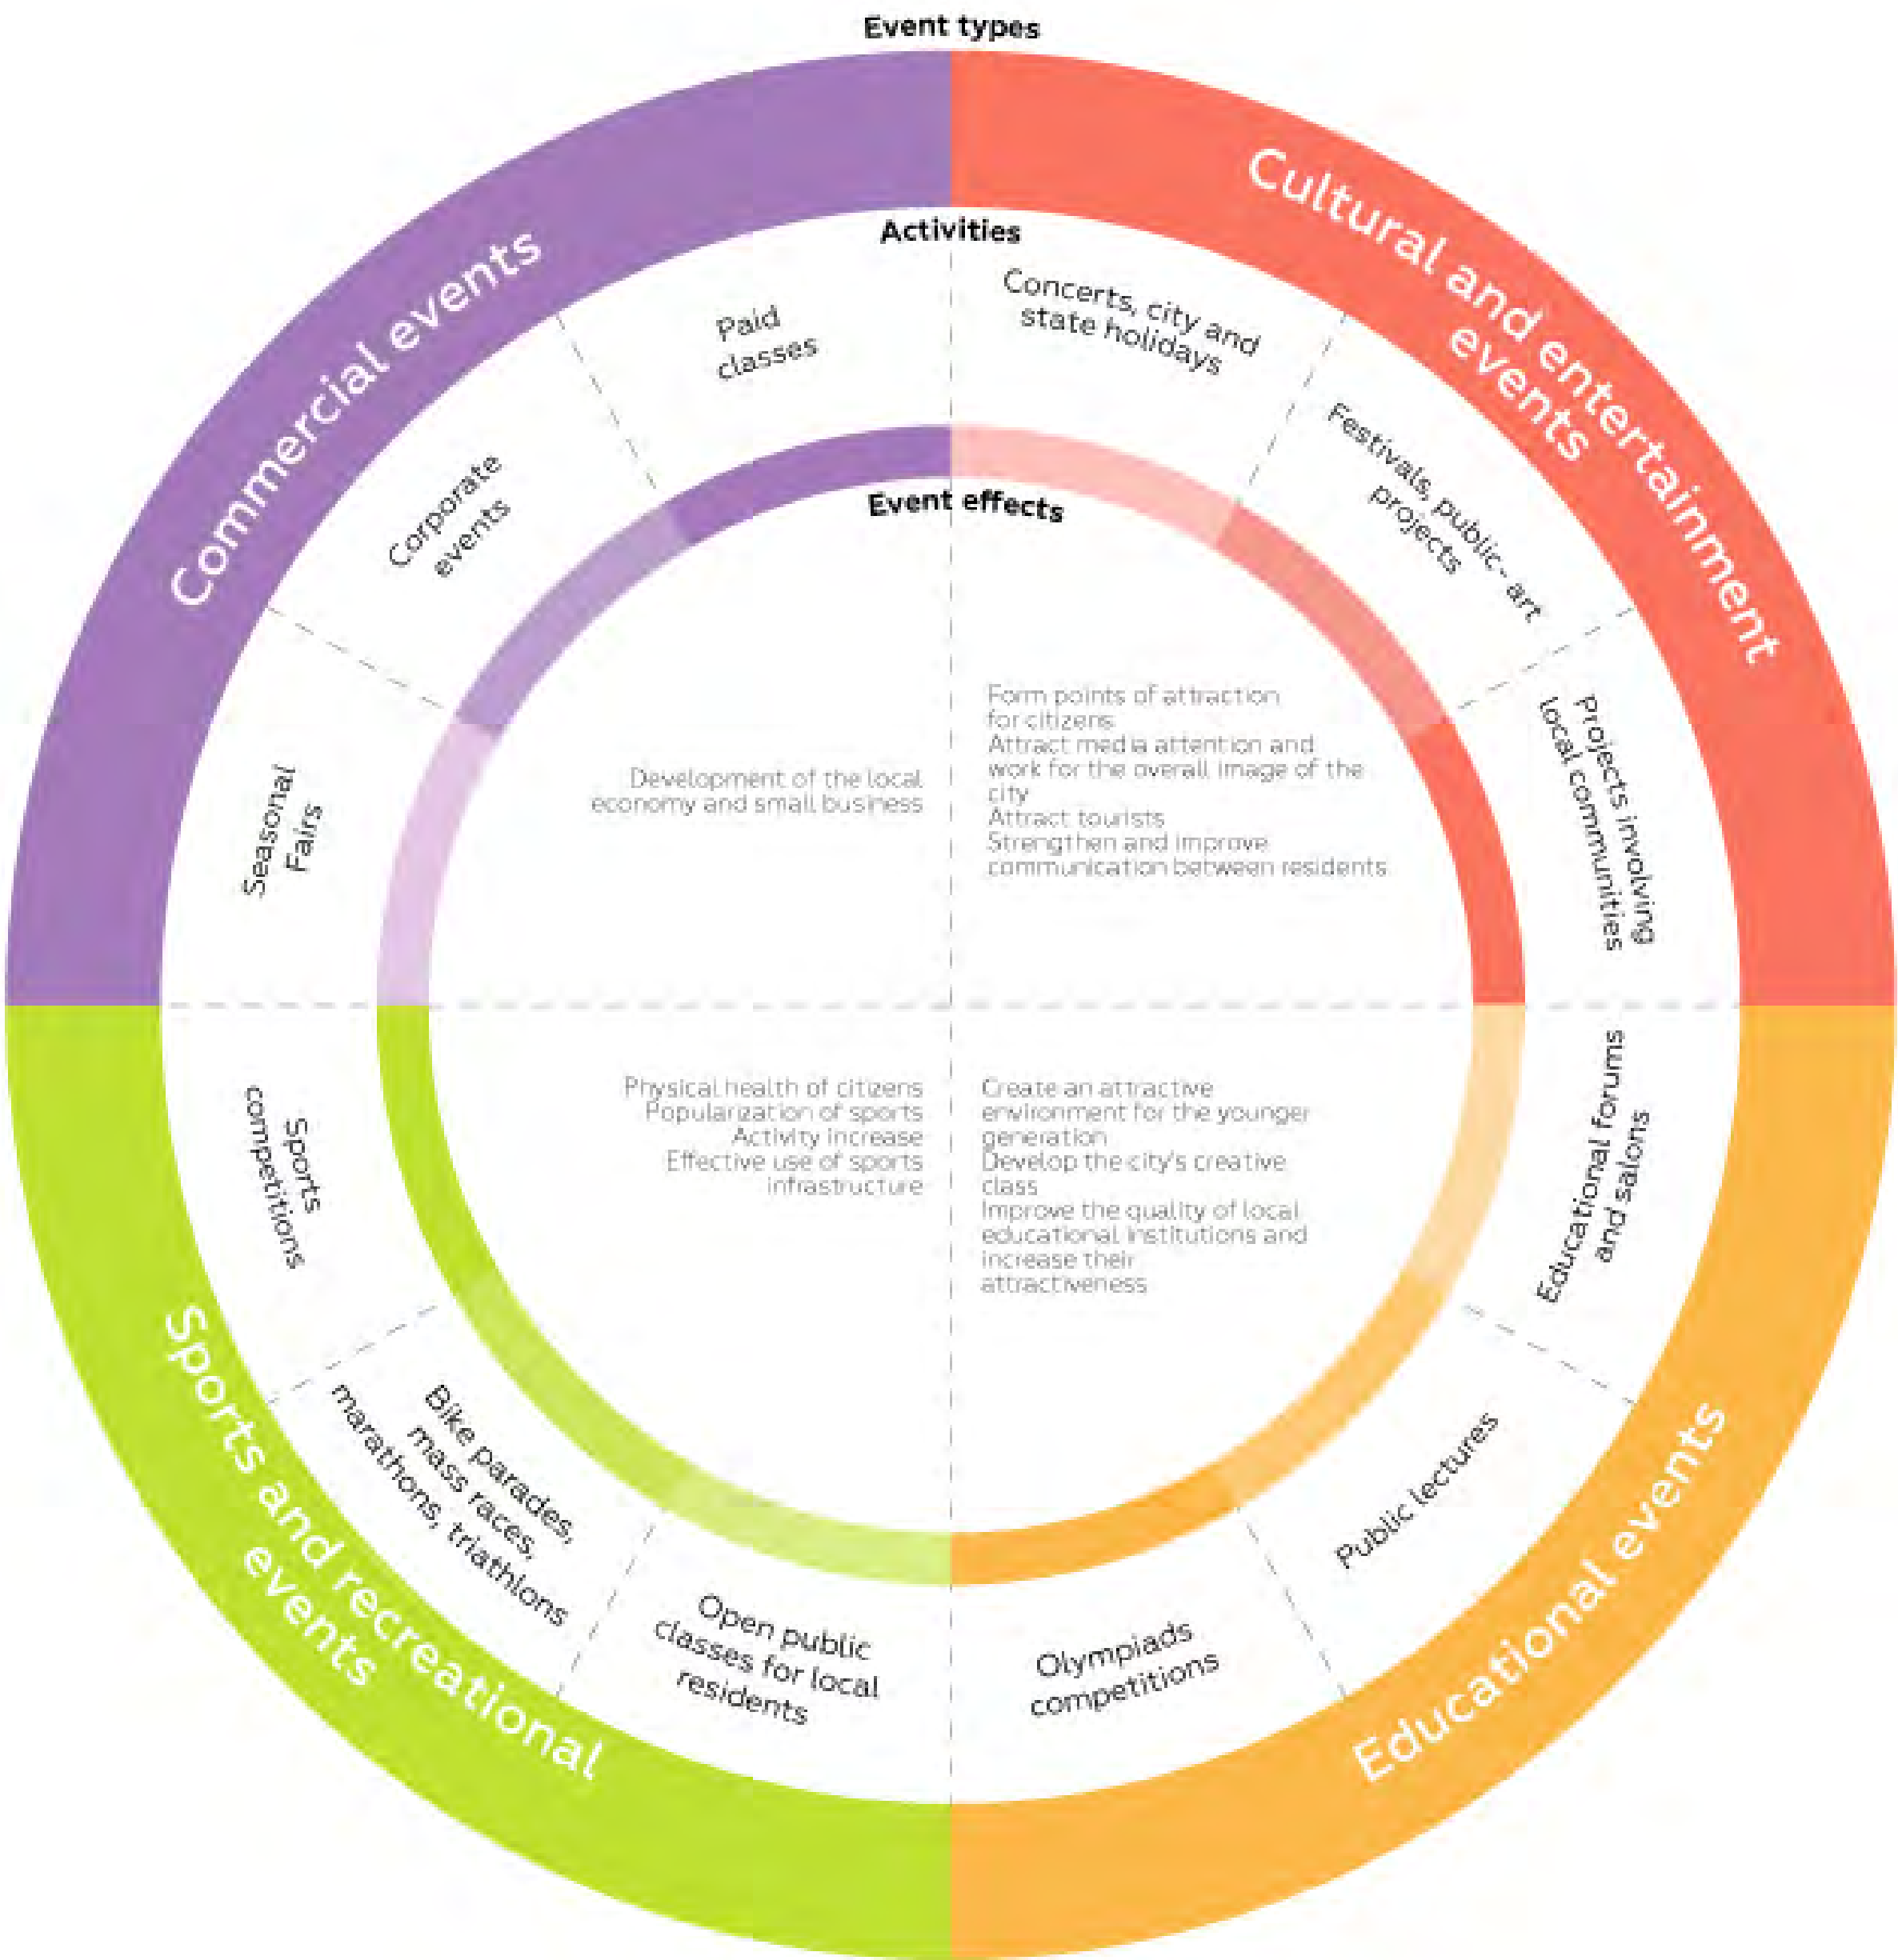 Event types
Commercial events
Cultural and entertainment
events
Activities
Paid
classes
Concerts, city and
state holidays
Corporate
events
Festivals, public- art
projects
Seasonal
Fairs
Projects involving
local communities
Event effects
Development of the local
economy and small business
Form points of attraction
for citizens
Attract media attention and
work for the overall image of the
city
Attract tourists
Strengthen and improve
communication between residents
Physical health of citizens
Popularization of sports
Activity increase
Effective use of sports
infrastructure
Create an attractive
environment for the younger
generation
Develop the city's creative
class
Improve the quality of local
educational institutions and
increase their
attractiveness
Sports
competitions
Educational forums
and salons
Bike parades,
mass races,
marathons, triathlons
Public lectures
Open public
classes for local
residents
Olympiads
competitions
Sports and recreational
events
Educational events